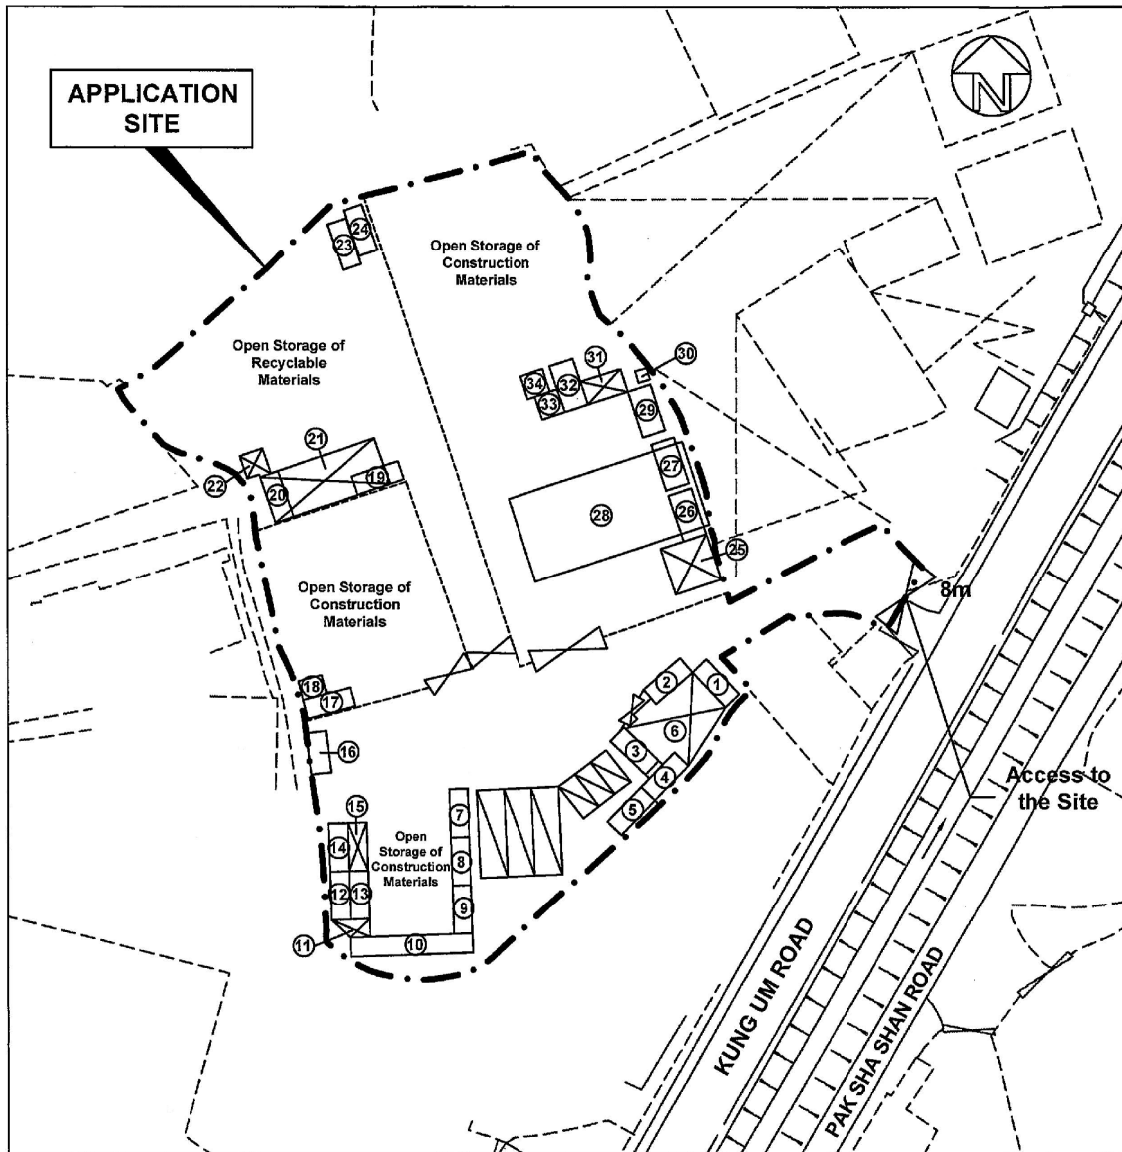 APPLICATION
SITE
N
24
23
Open Storage of
Construction
Materials
Open Storage of
Recyclable
Materials
31
30
34
32
33
29
21
22
20
19
27
28
26
25
Open Storage of
Construction
Materials
8m
18
17
16
2
1
6
3
4
5
Access to
the Site
15
14
7
Open
Storage of
Construction
Materials
8
12
13
9
11
10
KUNG UM ROAD
PAK SHA SHAN ROAD